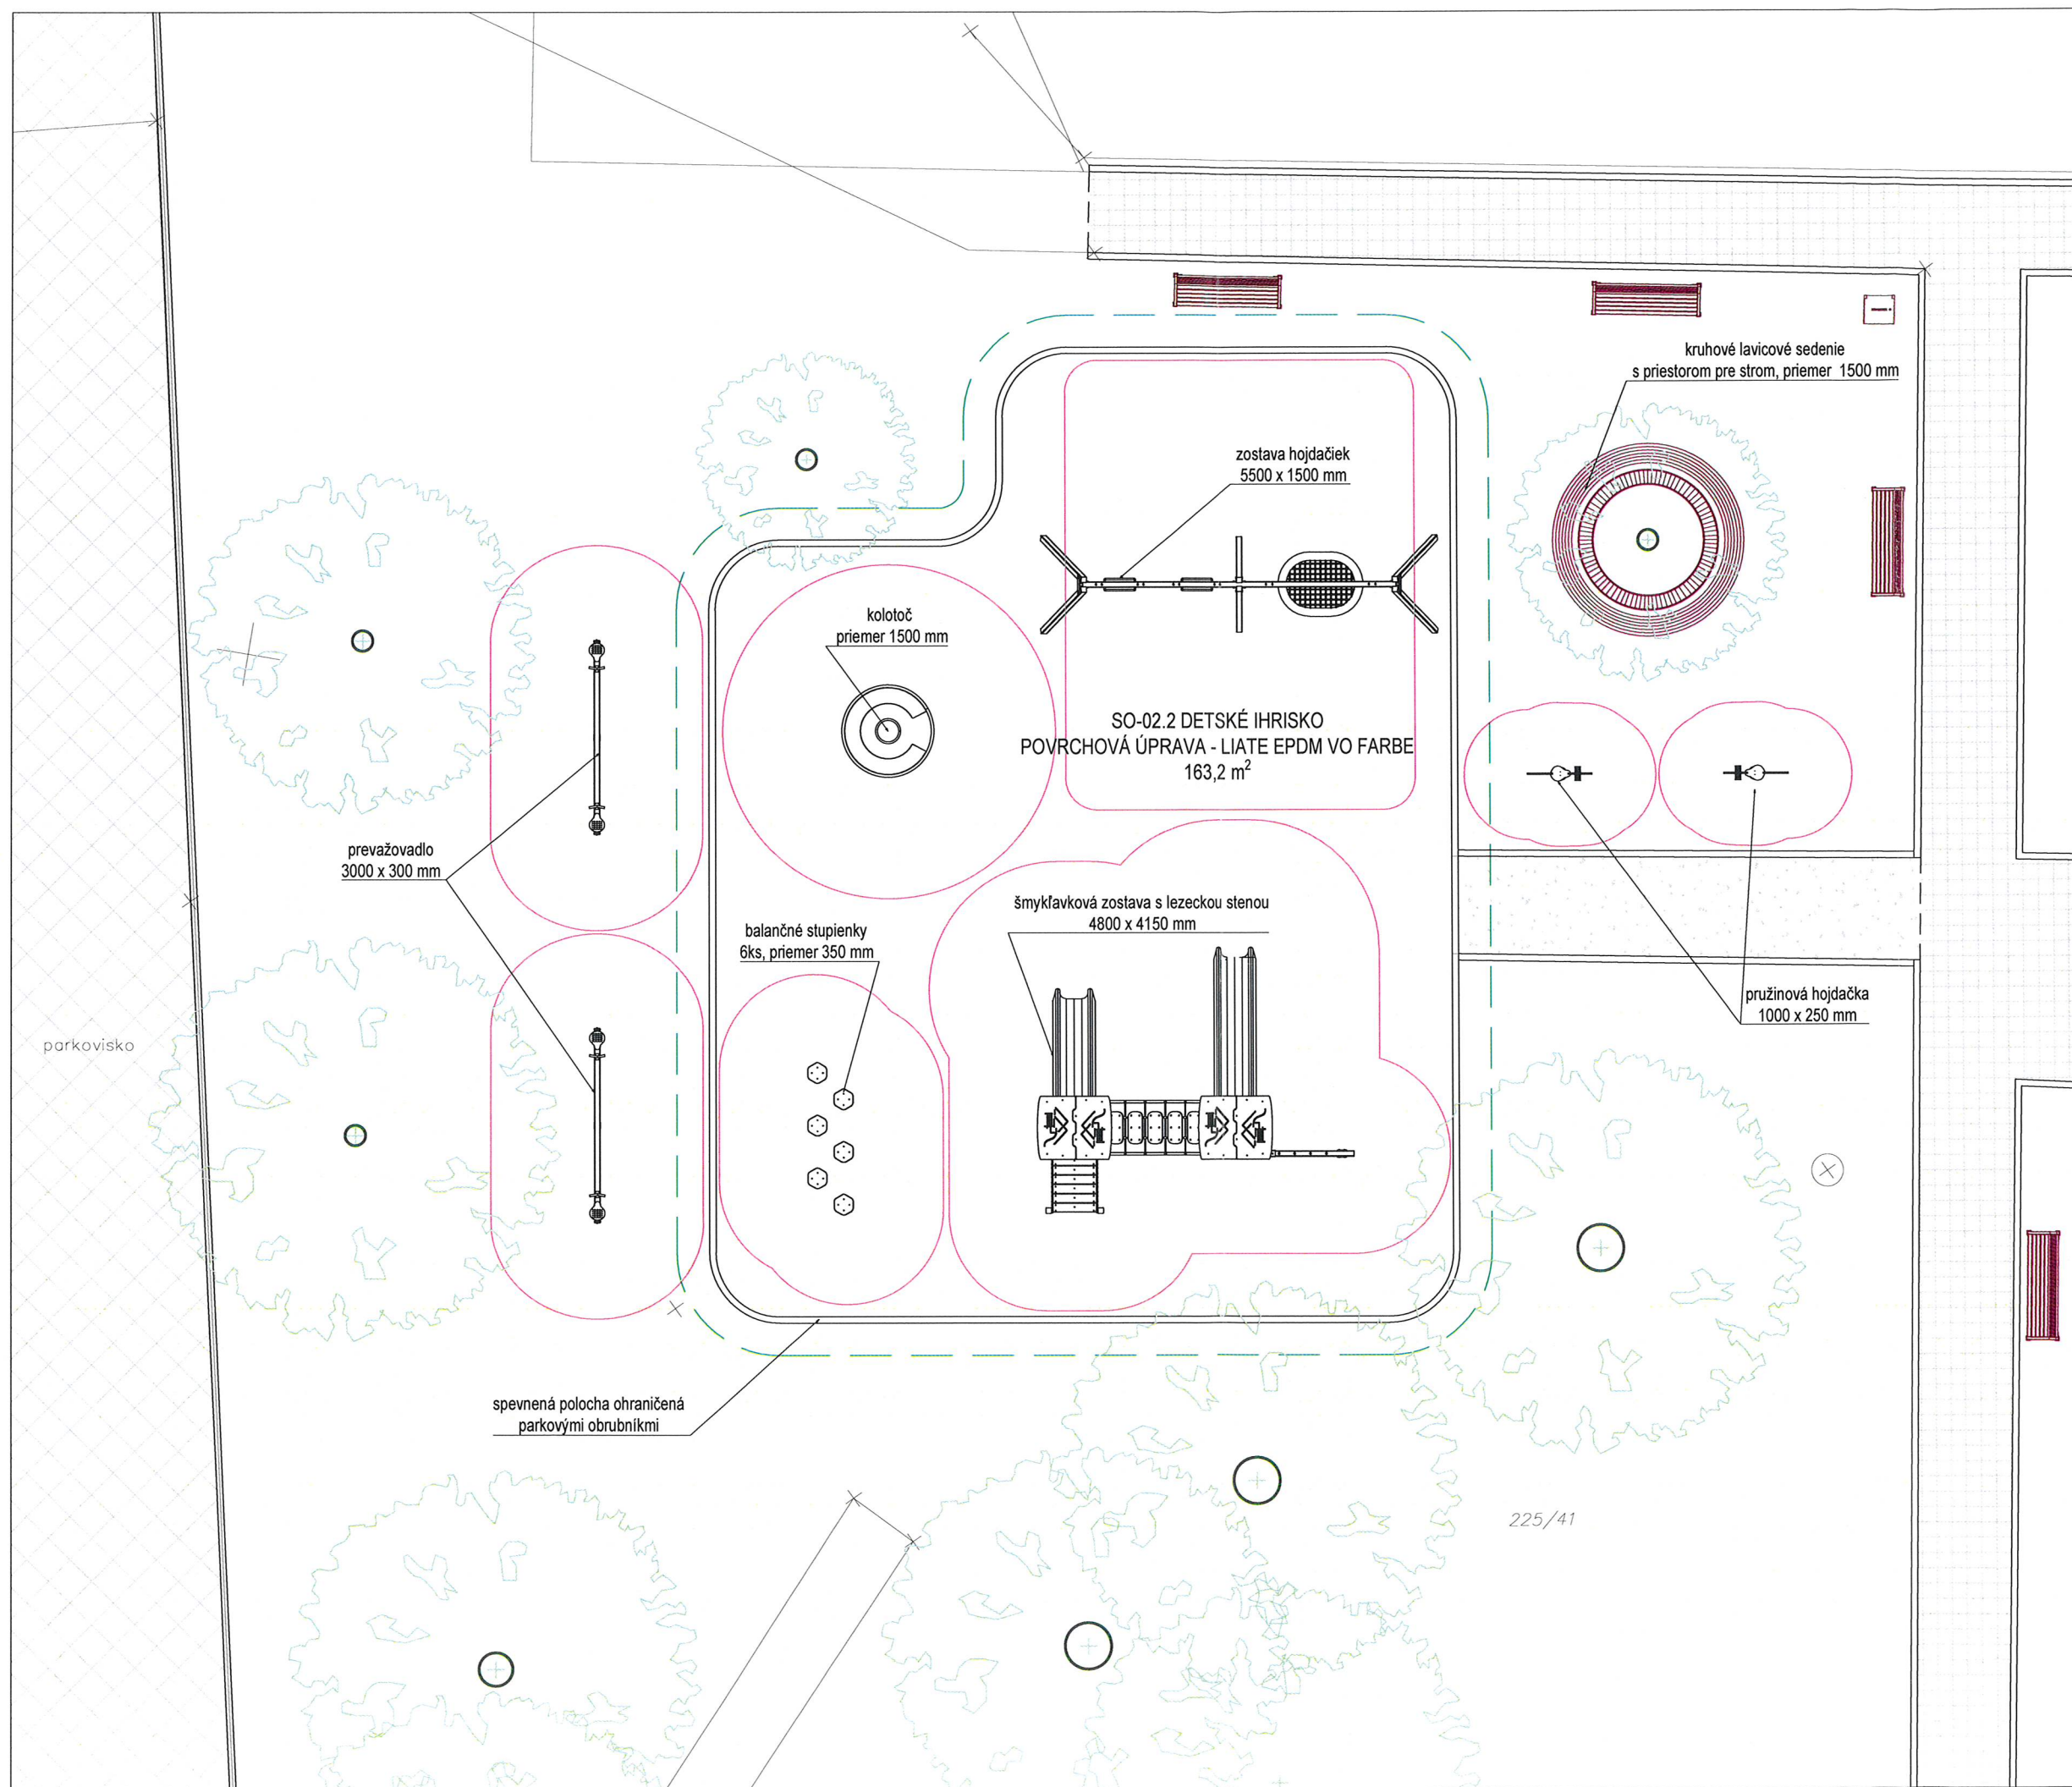 kruhové lavicové sedenie
s priestorom pre strom, priemer 1500 mm
zostava hojdačiek
5500 x 1500 mm
kolotoč
priemer 1500 mm
SO-02.2 DETSKÉ IHRISKO
POVRCHOVÁ ÚPRAVA - LIATE EPDM VO FARBE
163,2 m²
prevažovadlo
3000 x 300 mm
šmykľavková zostava s lezeckou stenou
4800 x 4150 mm
balančné stupienky
6ks, priemer 350 mm
pružinová hojdačka
1000 x 250 mm
parkovisko
spevnená polocha ohraničená
parkovými obrubníkmi
225/41